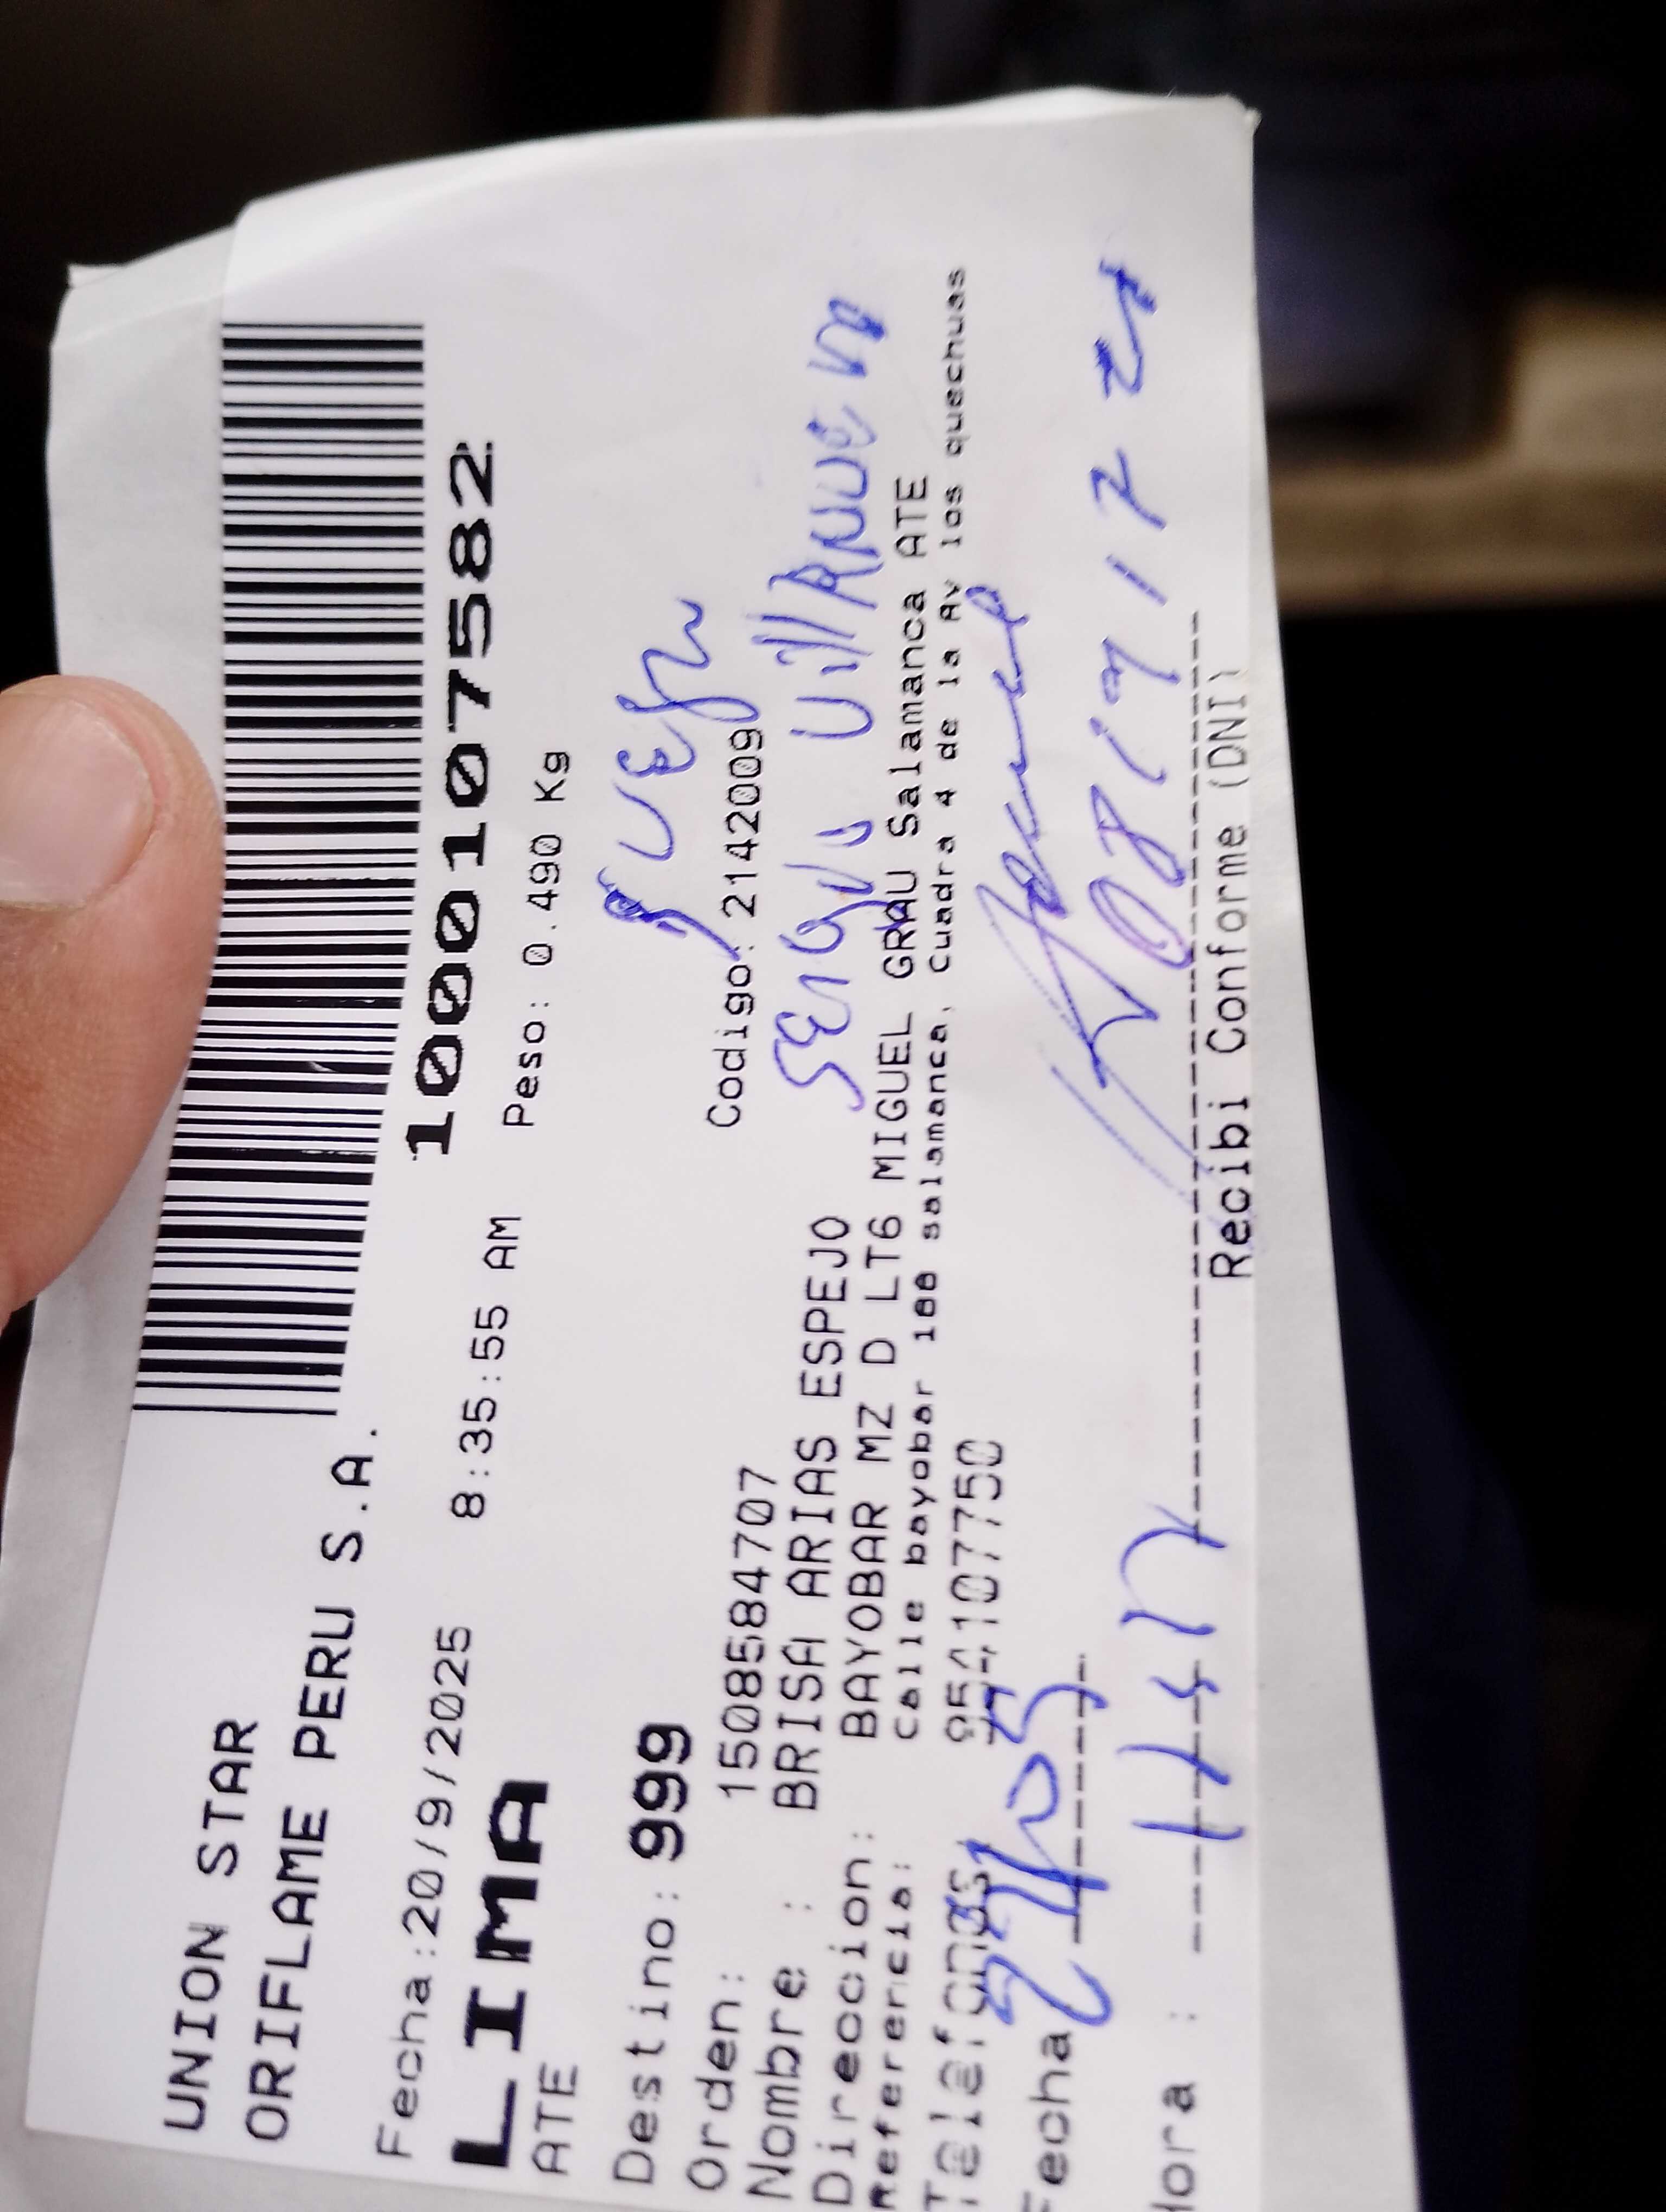 UNION STAR
ORIFLAME PERU S.A.
1000107582
Fecha:20/9/2025 8:35:55 AM Peso: 0.490 Kg
LIMA
ATE
Destino: 999
Orden: 1508584707 Codigo: 2142009
Nombre : BRISA ARIAS ESPEJO
Direccion: BAYOBAR MZ D LT6 MIGUEL GRAU Salamanca ATE
Referencia: Calle bayobar 188 salamanca, Cuadra 4 de la Av los quechuas
Telefonos: 954107750
Fecha
Hora :
Recibi Conforme (DNI)